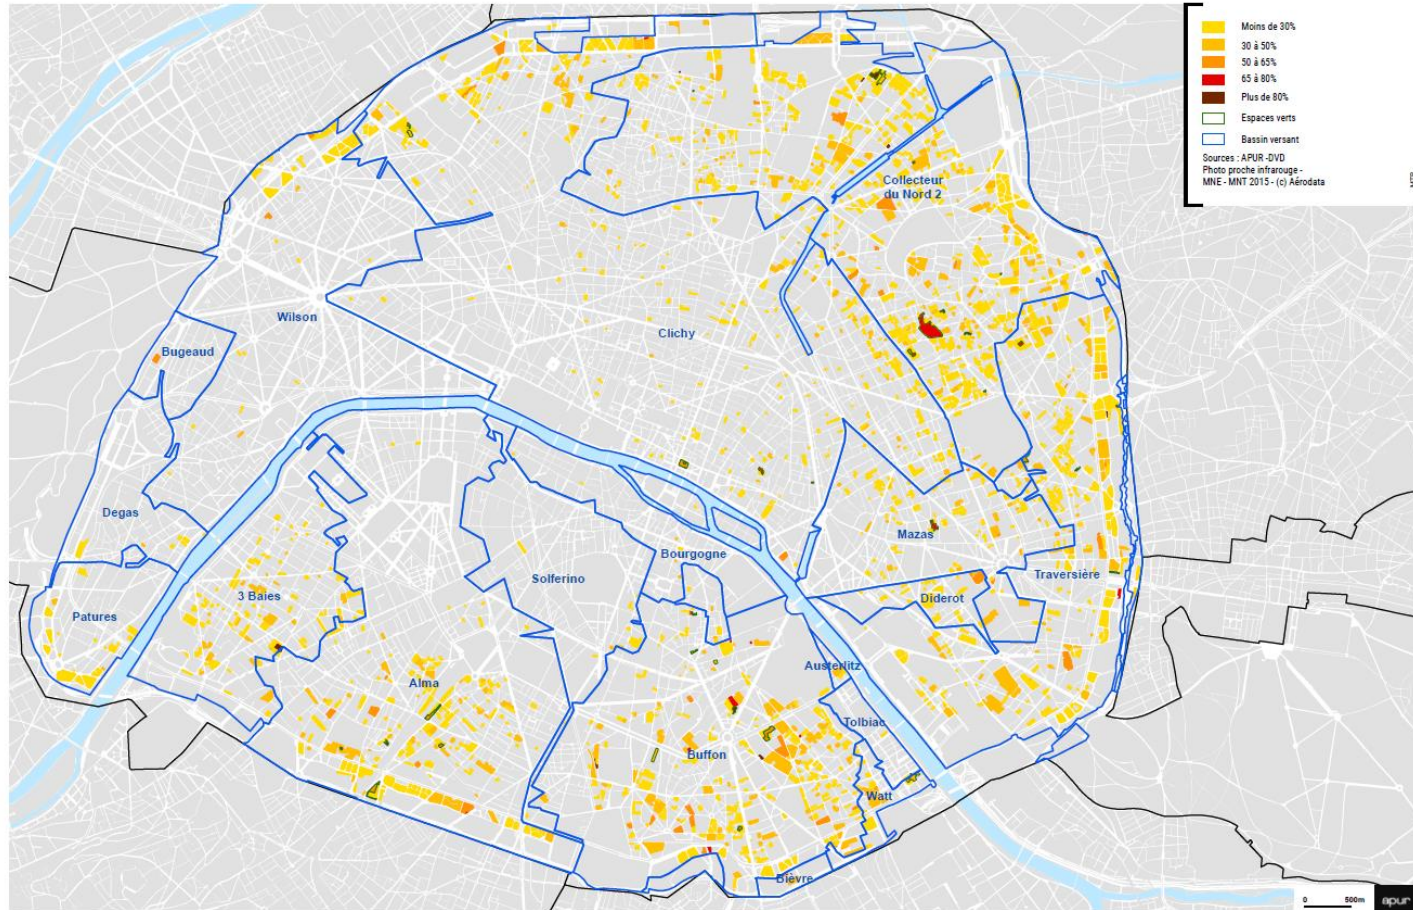 Moins de 30%
30 à 50%
50 à 65%
65 à 80%
Plus de 80%
Espaces verts
Bassin versant
Sources : APUR -DVD
Photo proche infrarouge -
MNE - MNT 2015 - (c) Aérodata
Collecteur
du Nord 2
Wilson
Clichy
Bugeaud
Degas
Mazas
Bourgogne
Traversière
Solferino
3 Baies
Diderot
Patures
Austerlitz
Alma
Tolbiac
Buffon
Watt
Bièvre
0 500m
apur